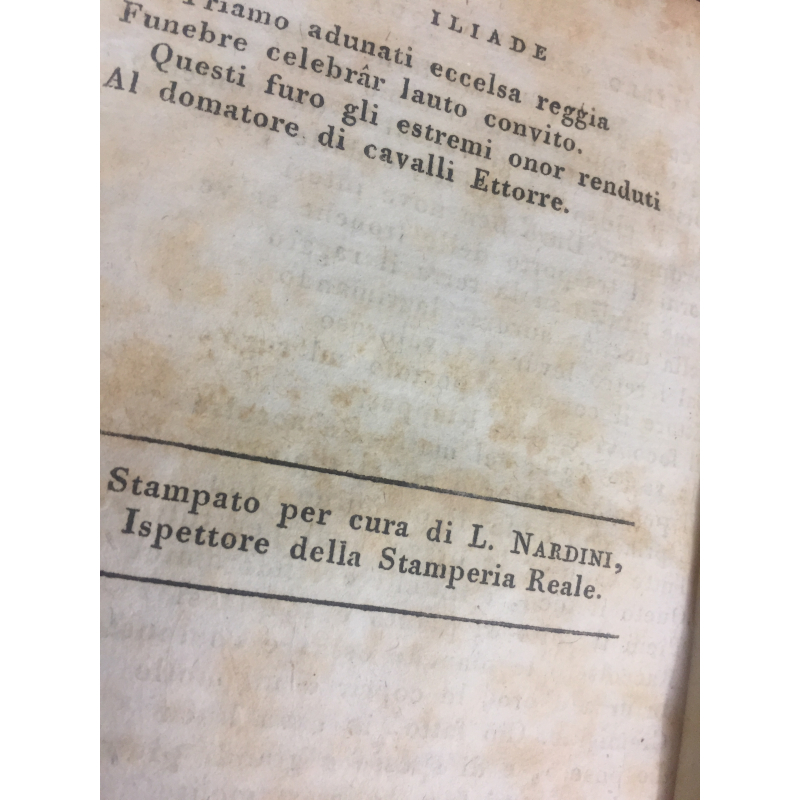 ILIADE
Priamo adunati eccelsa reggia
Funebre celebrâr lauto convito.
Questi furo gli estremi onor renduti
Al domatore di cavalli Ettorre.
Stampato per cura di L. NARDINI,
Ispettore della Stamperia Reale.